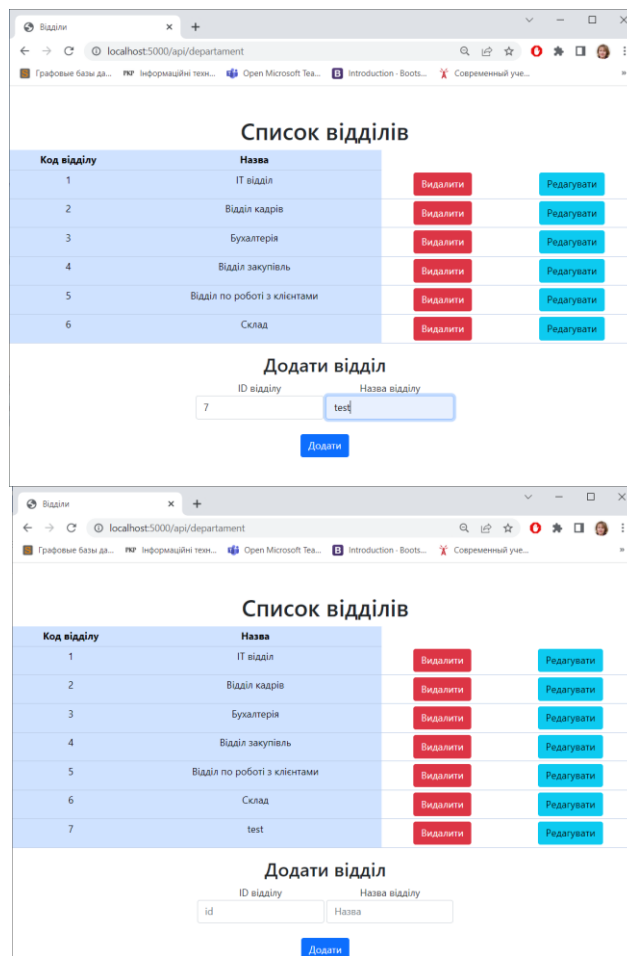 Відділи
localhost:5000/api/departament
Графовые базы да... РКР Інформаційні техн... Open Microsoft Tea... B Introduction - Boots... Современный уче... »
Список відділів
Код відділу Назва
1 IT відділ Видалити Редагувати
2 Відділ кадрів Видалити Редагувати
3 Бухалтерія Видалити Редагувати
4 Відділ закупівль Видалити Редагувати
5 Відділ по роботі з клієнтами Видалити Редагувати
6 Склад Видалити Редагувати
Додати відділ
ID відділу Назва відділу
7 test
Додати
Відділи
localhost:5000/api/departament
Графовые базы да... РКР Інформаційні техн... Open Microsoft Tea... B Introduction - Boots... Современный уче... »
Список відділів
Код відділу Назва
1 IT відділ Видалити Редагувати
2 Відділ кадрів Видалити Редагувати
3 Бухалтерія Видалити Редагувати
4 Відділ закупівль Видалити Редагувати
5 Відділ по роботі з клієнтами Видалити Редагувати
6 Склад Видалити Редагувати
7 test Видалити Редагувати
Додати відділ
ID відділу Назва відділу
id Назва
Додати